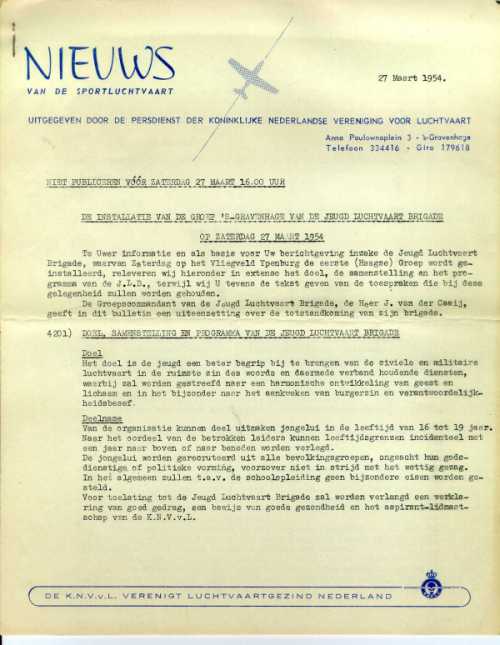 NIEUWS
VAN DE SPORTLUCHTVAART
27 Maart 1954.
UITGEGEVEN DOOR DE PERSDIENST DER KONINKLIJKE NEDERLANDSE VERENIGING VOOR LUCHTVAART
Anna Paulownaplein 3 - 's-Gravenhage
Telefoon 334416 - Giro 179618
NIET PUBLICEREN VÓÓR ZATERDAG 27 MAART 16.00 UUR
DE INSTALLATIE VAN DE GROEP 'S-GRAVENHAGE VAN DE JEUGD LUCHTVAART BRIGADE
OP ZATERDAG 27 MAART 1954
Te Uwer informatie en als basis voor Uw berichtgeving inzake de Jeugd Luchtvaart
Brigade, waarvan Zaterdag op het Vliegveld Ypenburg de eerste (Haagse) Groep wordt ge-
installeerd, releveren wij hieronder in extenso het doel, de samenstelling en het pro-
gramma van de J.L.B., terwijl wij U tevens de tekst geven van de toespraken die bij deze
gelegenheid zullen worden gehouden.
De Groepscommandant van de Jeugd Luchtvaart Brigade, de Heer J. van der
geeft in dit bulletin een uiteenzetting over de totstandkoming van zijn brigade.
4201) DOEL, SAMENSTELLING EN PROGRAMMA VAN DE JEUGD LUCHTVAART BRIGADE
Doel
Het doel is de jeugd een beter begrip bij te brengen van de civiele en militaire
luchtvaart in de ruimste zin des woords en daarmede verband houdende diensten,
waarbij zal worden gestreefd naar een harmonische ontwikkeling van geest en
lichaam en in het bijzonder naar het aankweken van burgerzin en verantwoordelijk-
heidsbesef.
Deelname
Van de organisatie kunnen deel uitmaken jongelui in de leeftijd van 16 tot 19 jaar.
Naar het oordeel van de betrokken leiders kunnen leeftijdsgrenzen incidenteel met
een jaar naar boven of naar beneden worden verlegd.
De jongelui worden gerecruteerd uit alle bevolkingsgroepen, ongeacht hun gods-
dienstige of politieke vorming, voorzover niet in strijd met het wettig gezag.
In het algemeen zullen t.a.v. de schoolopleiding geen bijzondere eisen worden ge-
steld.
Voor toelating tot de Jeugd Luchtvaart Brigade zal worden verlangd een verkla-
ring van goed gedrag, een bewijs van goede gezondheid en het aspirant-lidmaat-
schap van de K.N.V.v.L.
DE K.N.V.v.L. VERENIGT LUCHTVAARTGEZIND NEDERLAND